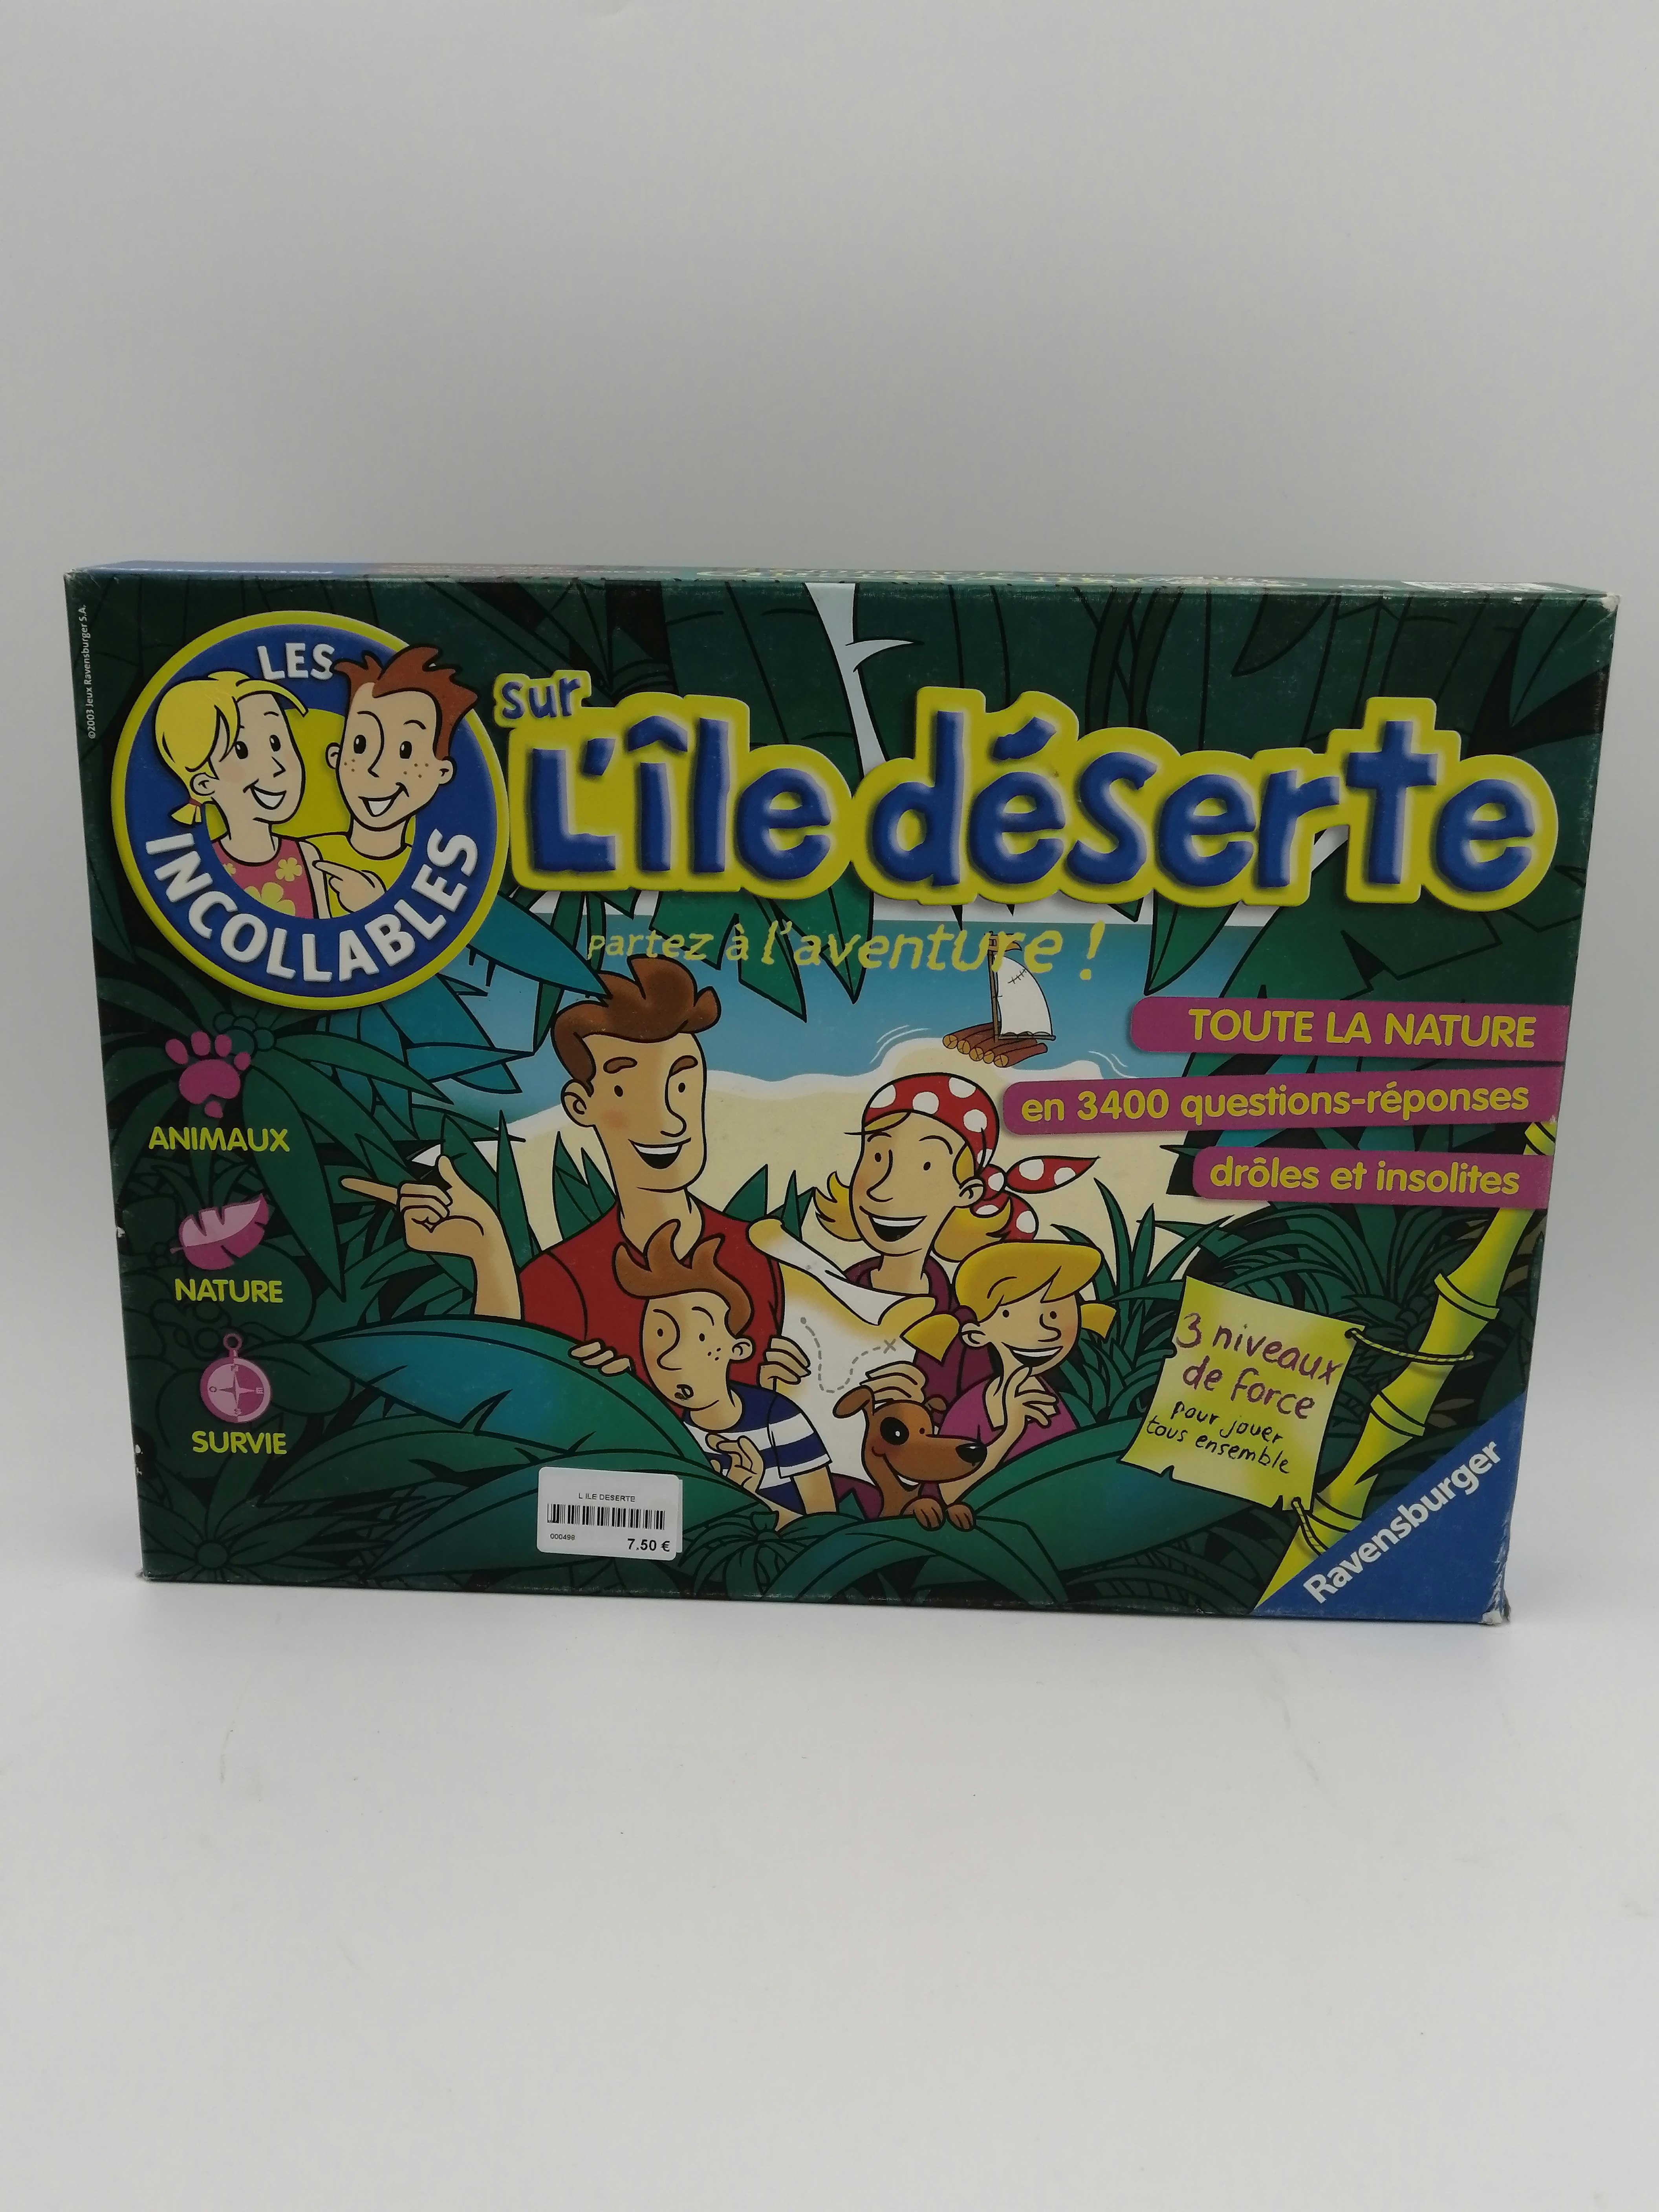 ©2003 Jeux Ravensburger S.A.
LES
INCOLLABLES
sur
L'île déserte
partez à l'aventure !
TOUTE LA NATURE
en 3400 questions-réponses
drôles et insolites
ANIMAUX
NATURE
SURVIE
3 niveaux
de force
pour jouer
tous ensemble
L ILE DESERTE
000498
7.50 €
Ravensburger